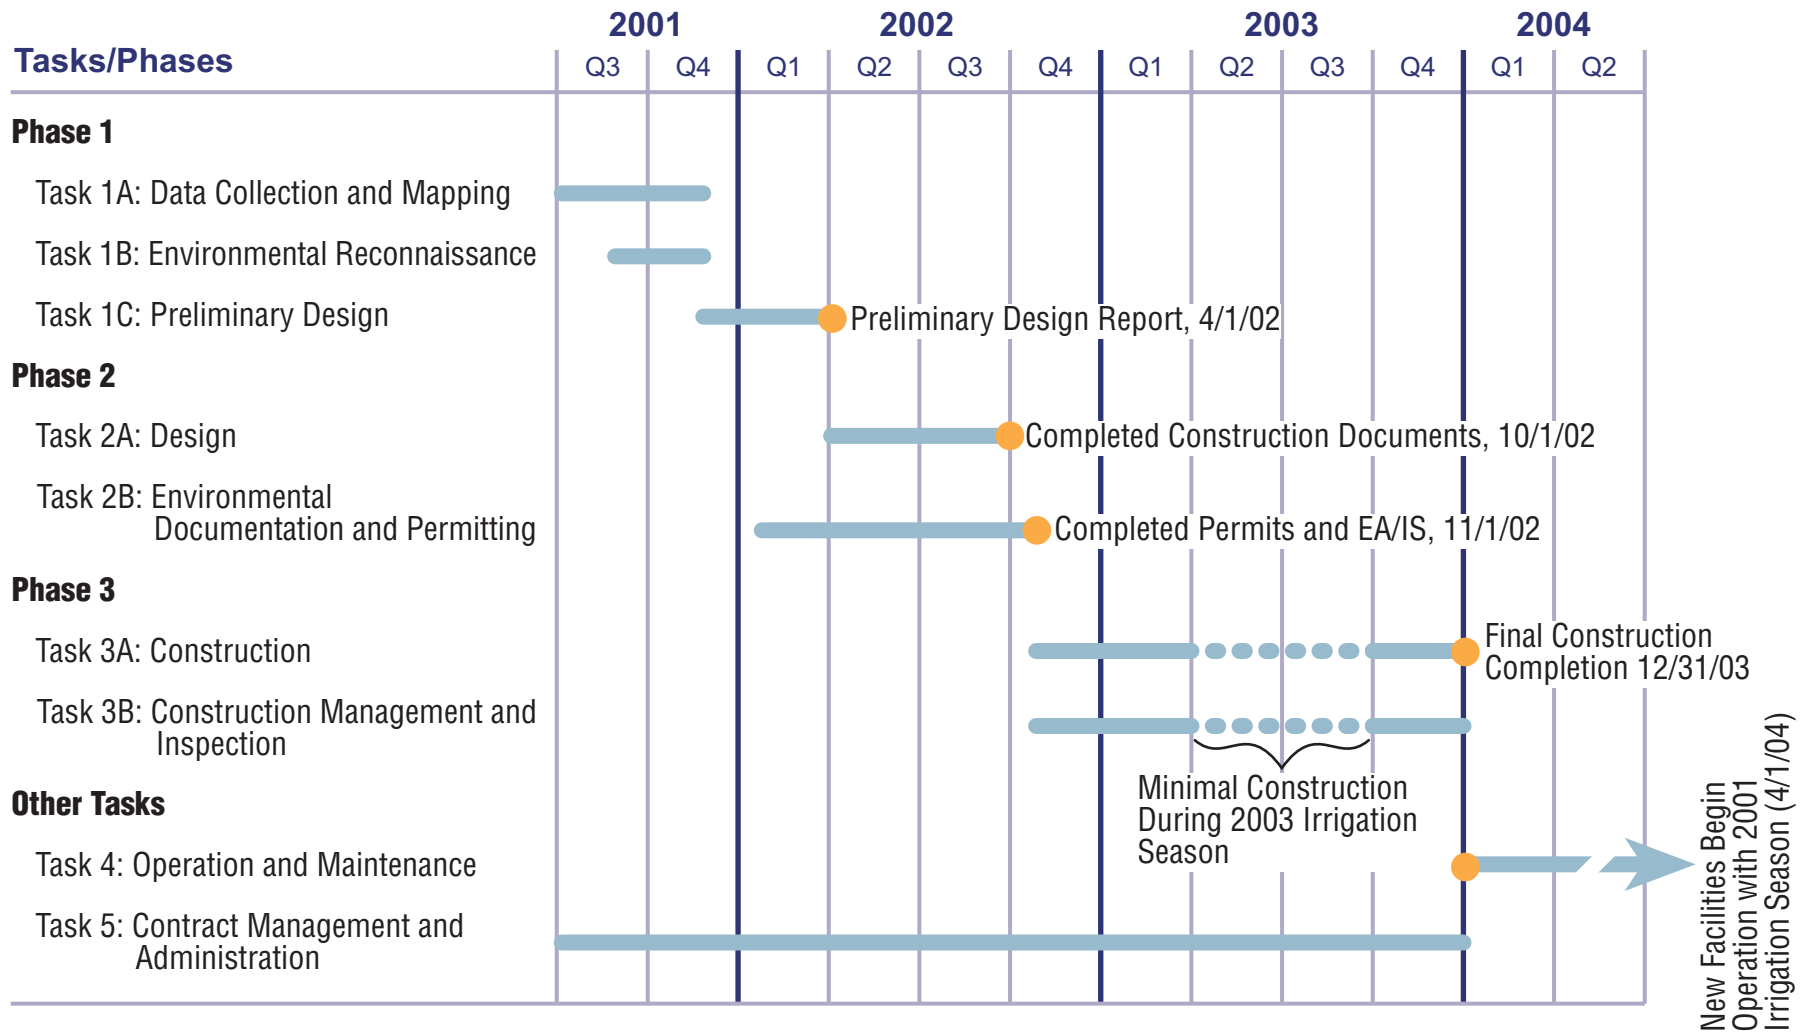 2001 2002 2003 2004
Tasks/Phases Q3 Q4 Q1 Q2 Q3 Q4 Q1 Q2 Q3 Q4 Q1 Q2
Phase 1
Task 1A: Data Collection and Mapping
Task 1B: Environmental Reconnaissance
Task 1C: Preliminary Design
Preliminary Design Report, 4/1/02
Phase 2
Task 2A: Design
Completed Construction Documents, 10/1/02
Task 2B: Environmental
Documentation and Permitting
Completed Permits and EA/IS, 11/1/02
Phase 3
Task 3A: Construction
Final Construction
Completion 12/31/03
Task 3B: Construction Management and
Inspection
Minimal Construction
During 2003 Irrigation
Season
Other Tasks
Task 4: Operation and Maintenance
New Facilities Begin
Operation with 2001
Irrigation Season (4/1/04)
Task 5: Contract Management and
Administration